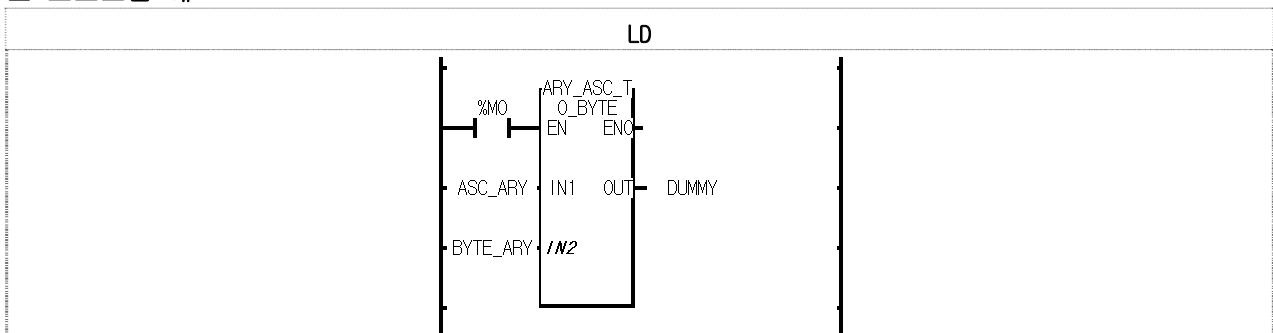 LD
ARY_ASC_T
%M0 O_BYTE
EN ENO
ASC_ARY IN1 OUT DUMMY
BYTE_ARY IN2